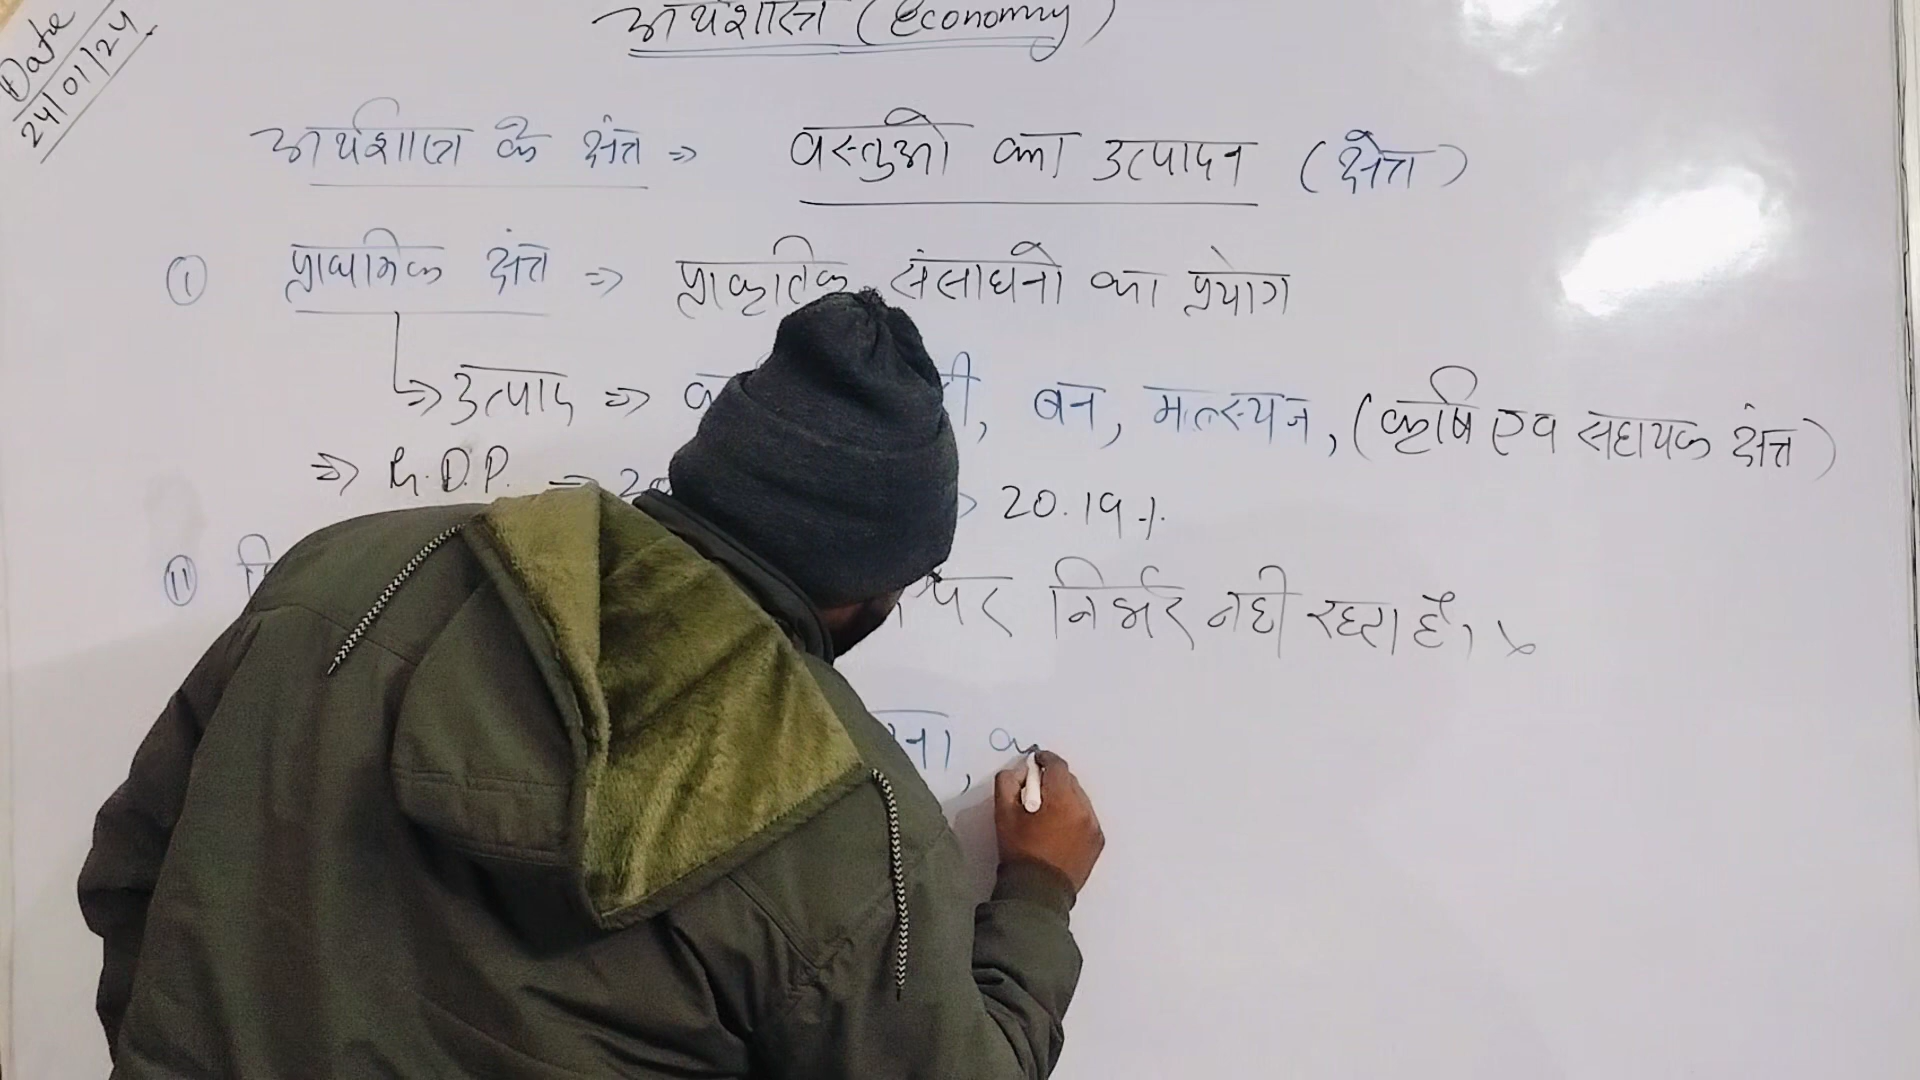 Date
24/01/24
अर्थशास्त्र (Economy)
अर्थशास्त्र के क्षेत्र ⇒ वस्तुओ का उत्पादन (क्षेत्र)
① प्राथमिक क्षेत्र ⇒ प्राकृतिक संसाधनो का प्रयोग
⇒ उत्पाद ⇒ बन, मत्स्यन, (कृषि एव सहायक क्षेत्र)
⇒ G.D.P. ⇒ 20.19%
⑪ पर निर्भर नही रहता है।